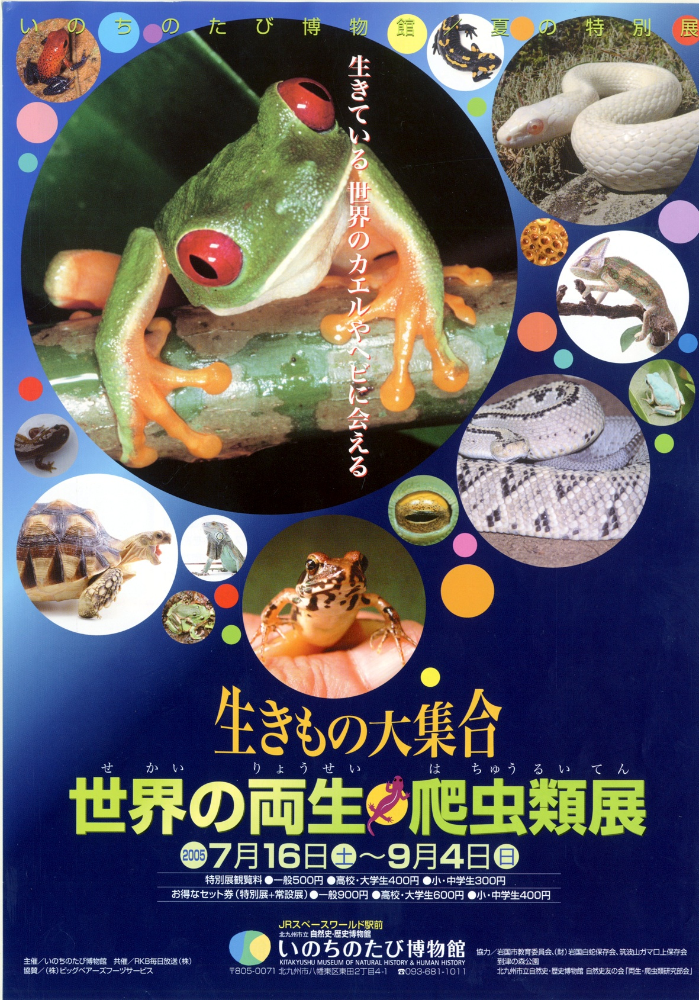 いのちのたび博物館／夏の特別展
生きている 世界のカエルやヘビに会える
生きもの大集合
せかい りょうせい はちゅうるいてん
世界の両生爬虫類展
2005 7月16日土～9月4日日
特別展観覧料●一般500円 ●高校・大学生400円 ●小・中学生300円
お得なセット券（特別展+常設展）●一般900円 ●高校・大学生600円 ●小・中学生400円
JRスペースワールド駅前
北九州市立 自然史・歴史博物館
いのちのたび博物館
KITAKYUSHU MUSEUM OF NATURAL HISTORY & HUMAN HISTORY
〒805-0071 北九州市八幡東区東田2丁目4-1 ☎093-681-1011
主催／いのちのたび博物館 共催／RKB毎日放送（株）
協賛／（株）ビッグベアーズフーヅサービス
協力／岩国市教育委員会、（財）岩国白蛇保存会、筑波山ガマ口上保存会
到津の森公園
北九州市立自然史・歴史博物館 自然史友の会「両生・爬虫類研究部会」